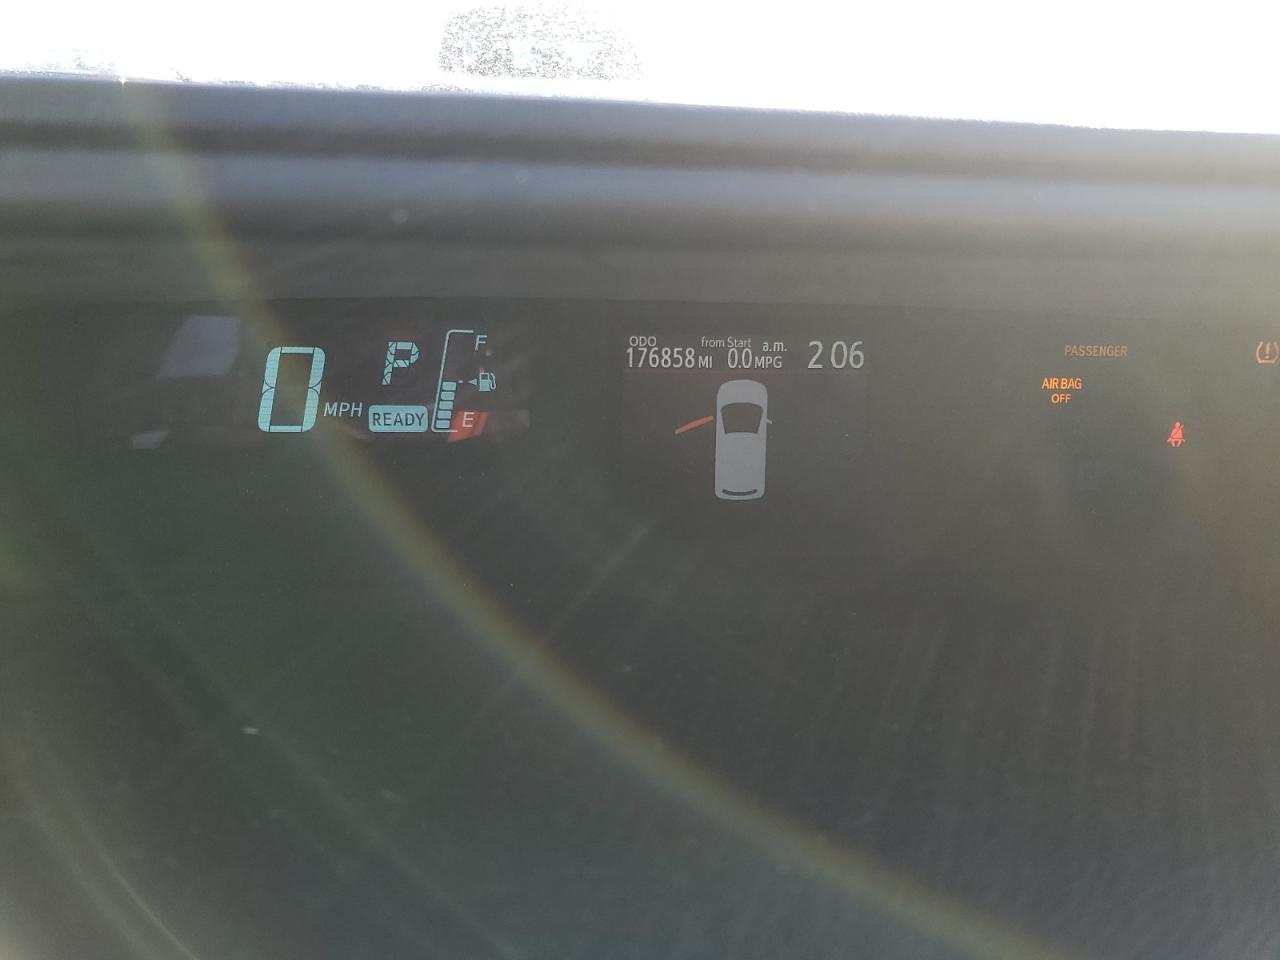 0 MPH
P
READY
F
E
ODO
176858 MI
from Start
0.0 MPG
a.m.
2 06
PASSENGER
AIR BAG
OFF